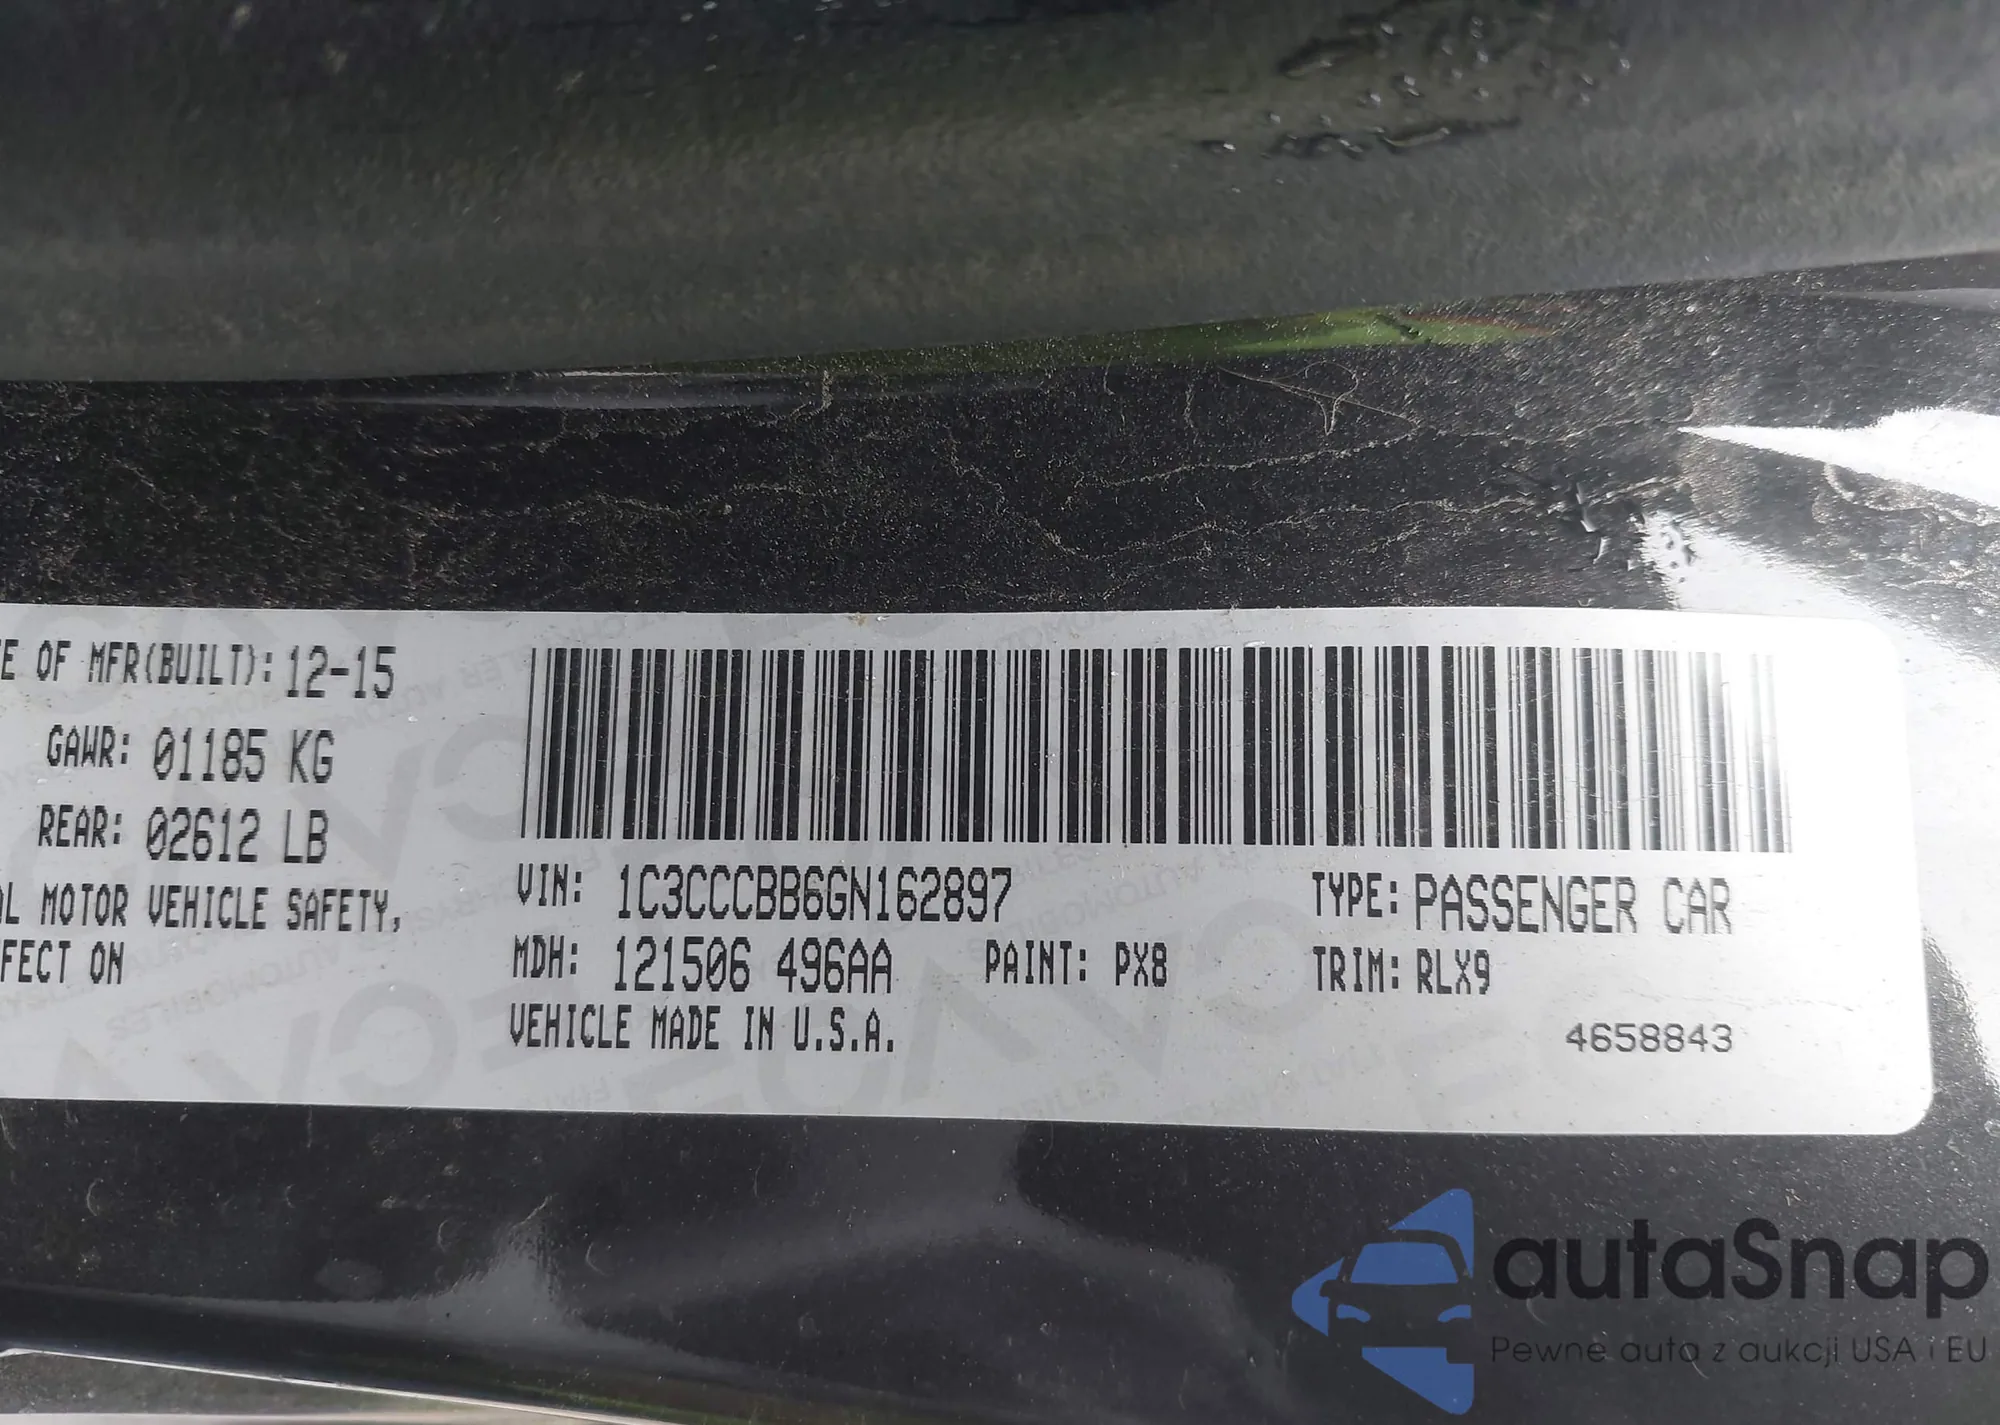 E OF MFR(BUILT): 12-15
GAWR: 01185 KG
REAR: 02612 LB
L MOTOR VEHICLE SAFETY,
FECT ON
VIN: 1C3CCCBB6GN162897
TYPE: PASSENGER CAR
MDH: 121506 496AA
PAINT: PX8
TRIM: RLX9
VEHICLE MADE IN U.S.A.
4658843
autaSnap
Pewne auta z aukcji USA i EU